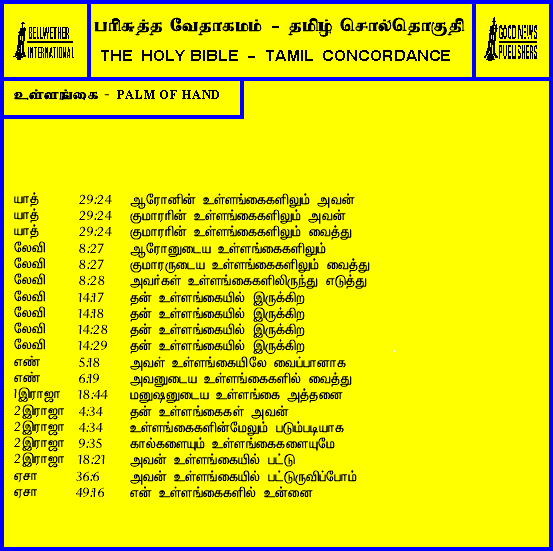 BELLWETHER
INTERNATIONAL
பரிசுத்த வேதாகமம் - தமிழ் சொல்தொகுதி
THE HOLY BIBLE - TAMIL CONCORDANCE
GOOD NEWS
PUBLISHERS
உள்ளங்கை - PALM OF HAND
யாத் 29:24 ஆரோனின் உள்ளங்கைகளிலும் அவன்
யாத் 29:24 குமாரரின் உள்ளங்கைகளிலும் அவன்
யாத் 29:24 குமாரரின் உள்ளங்கைகளிலும் வைத்து
லேவி 8:27 ஆரோனுடைய உள்ளங்கைகளிலும்
லேவி 8:27 குமாரருடைய உள்ளங்கைகளிலும் வைத்து
லேவி 8:28 அவர்கள் உள்ளங்கைகளிலிருந்து எடுத்து
லேவி 14:17 தன் உள்ளங்கையில் இருக்கிற
லேவி 14:18 தன் உள்ளங்கையில் இருக்கிற
லேவி 14:28 தன் உள்ளங்கையில் இருக்கிற
லேவி 14:29 தன் உள்ளங்கையில் இருக்கிற
எண் 5:18 அவள் உள்ளங்கையிலே வைப்பானாக
எண் 6:19 அவனுடைய உள்ளங்கைகளில் வைத்து
1இராஜா 18:44 மனுஷனுடைய உள்ளங்கை அத்தனை
2இராஜா 4:34 தன் உள்ளங்கைகள் அவன்
2இராஜா 4:34 உள்ளங்கைகளின்மேலும் படும்படியாக
2இராஜா 9:35 கால்களையும் உள்ளங்கைகளையுமே
2இராஜா 18:21 அவன் உள்ளங்கையில் பட்டு
ஏசா 36:6 அவன் உள்ளங்கையில் பட்டுருவிப்போம்
ஏசா 49:16 என் உள்ளங்கைகளில் உன்னை